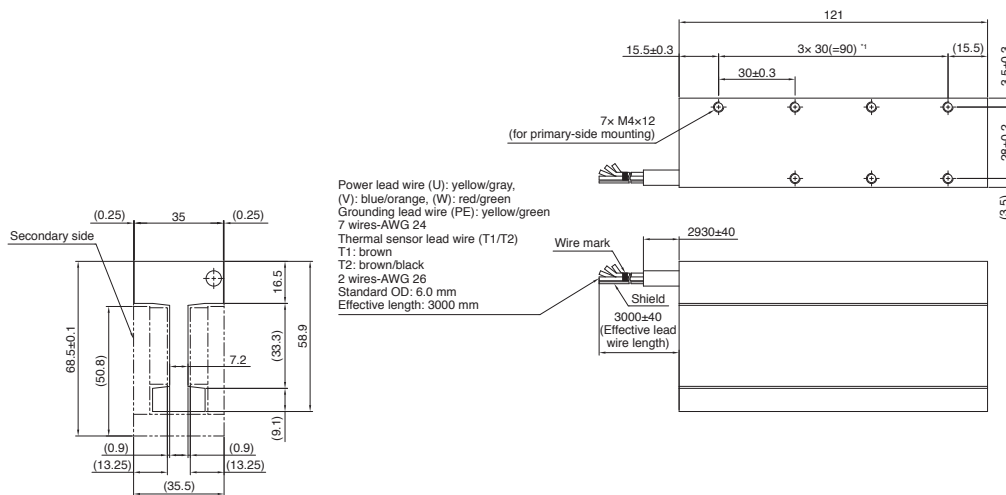 121
15.5±0.3
3× 30(=90) *1
(15.5)
30±0.3
3.5±0.3
7× M4×12
(for primary-side mounting)
28±0.3
(3.5)
Power lead wire (U): yellow/gray,
(V): blue/orange, (W): red/green
Grounding lead wire (PE): yellow/green
7 wires-AWG 24
Thermal sensor lead wire (T1/T2)
T1: brown
T2: brown/black
2 wires-AWG 26
Standard OD: 6.0 mm
Effective length: 3000 mm
(0.25)
35
(0.25)
Secondary side
Wire mark
2930±40
Shield
3000±40
(Effective lead
wire length)
16.5
68.5±0.1
(50.8)
(33.3)
58.9
7.2
(9.1)
(0.9)
(0.9)
(13.25)
(13.25)
(35.5)